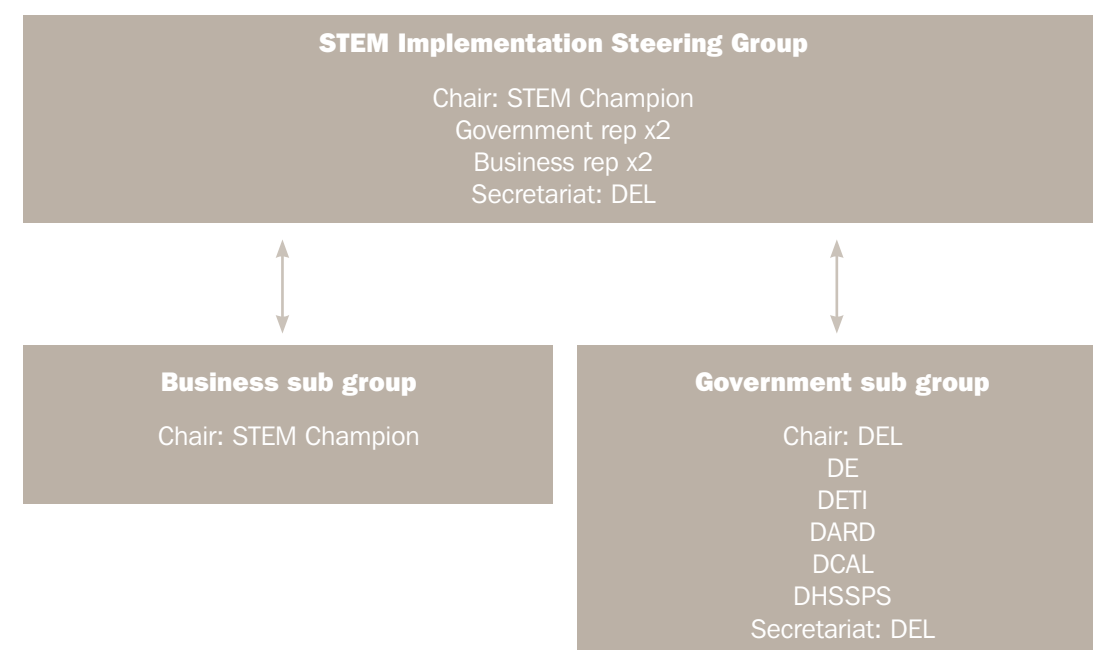 STEM Implementation Steering Group
Chair: STEM Champion
Government rep x2
Business rep x2
Secretariat: DEL
Business sub group
Chair: STEM Champion
Government sub group
Chair: DEL
DE
DETI
DARD
DCAL
DHSSPS
Secretariat: DEL